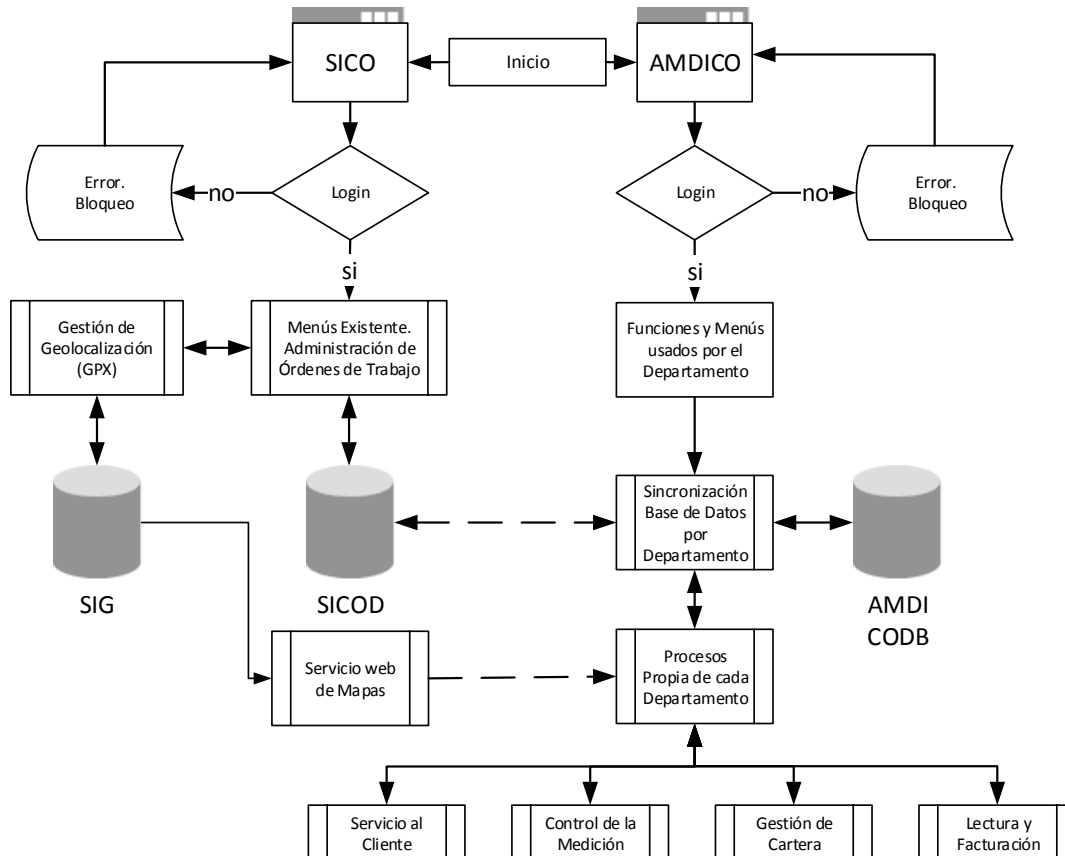 SICO
Inicio
AMDICO
Error.
Bloqueo
no
Login
Login
no
Error.
Bloqueo
si
si
Gestión de
Geolocalización
(GPX)
Menús Existente.
Administración de
Órdenes de Trabajo
Funciones y Menús
usados por el
Departamento
Sincronización
Base de Datos
por
Departamento
SIG
SICOD
AMDI
CODB
Servicio web
de Mapas
Procesos
Propia de cada
Departamento
Servicio al
Cliente
Control de la
Medición
Gestión de
Cartera
Lectura y
Facturación